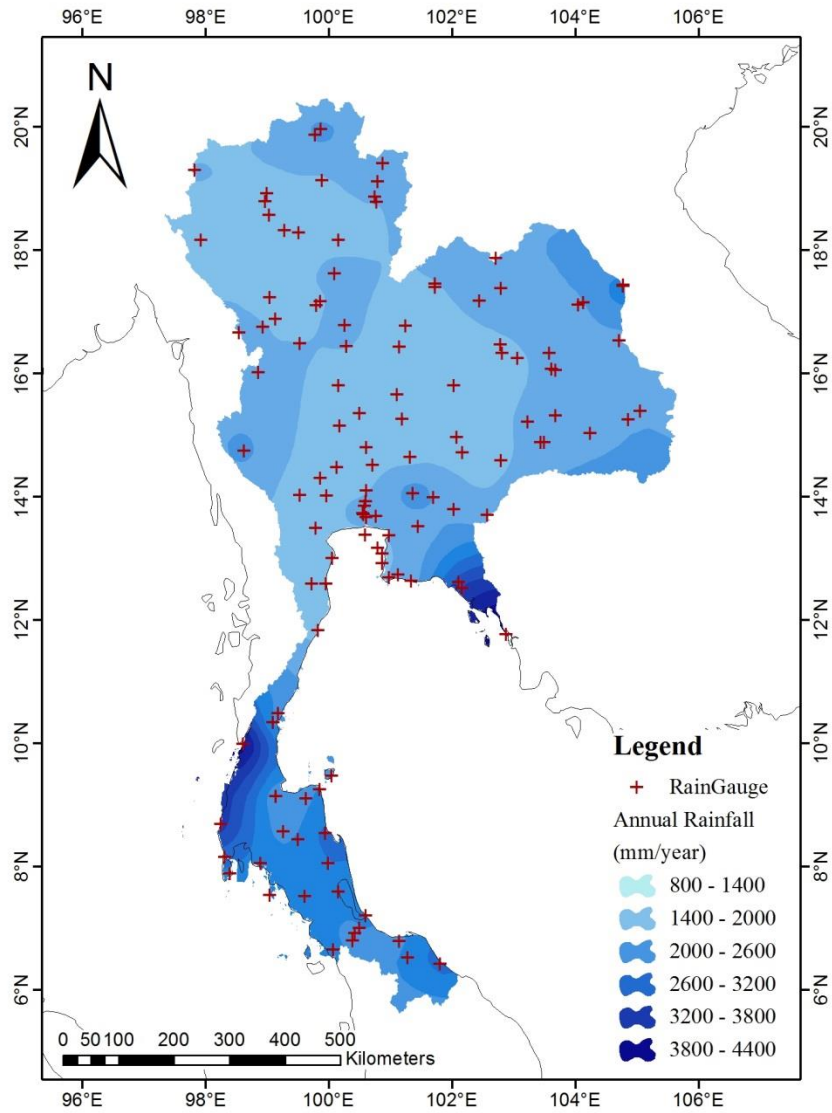 96°E 98°E 100°E 102°E 104°E 106°E
N
20°N 20°N
18°N 18°N
16°N 16°N
14°N 14°N
12°N 12°N
10°N 10°N
8°N 8°N
6°N 6°N
Legend
RainGauge
Annual Rainfall
(mm/year)
800 - 1400
1400 - 2000
2000 - 2600
2600 - 3200
3200 - 3800
3800 - 4400
0 50 100 200 300 400 500
Kilometers
96°E 98°E 100°E 102°E 104°E 106°E